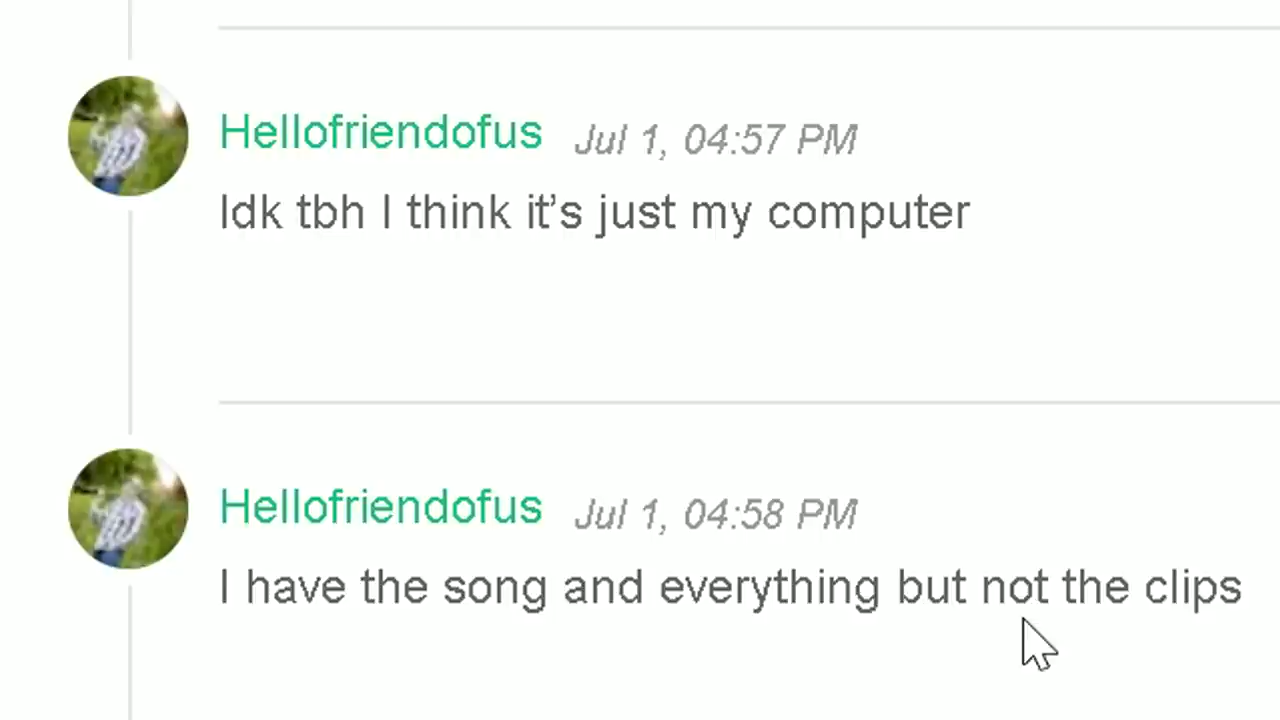 Hellofriendofus Jul 1, 04:57 PM
Idk tbh I think it’s just my computer
Hellofriendofus Jul 1, 04:58 PM
I have the song and everything but not the clips